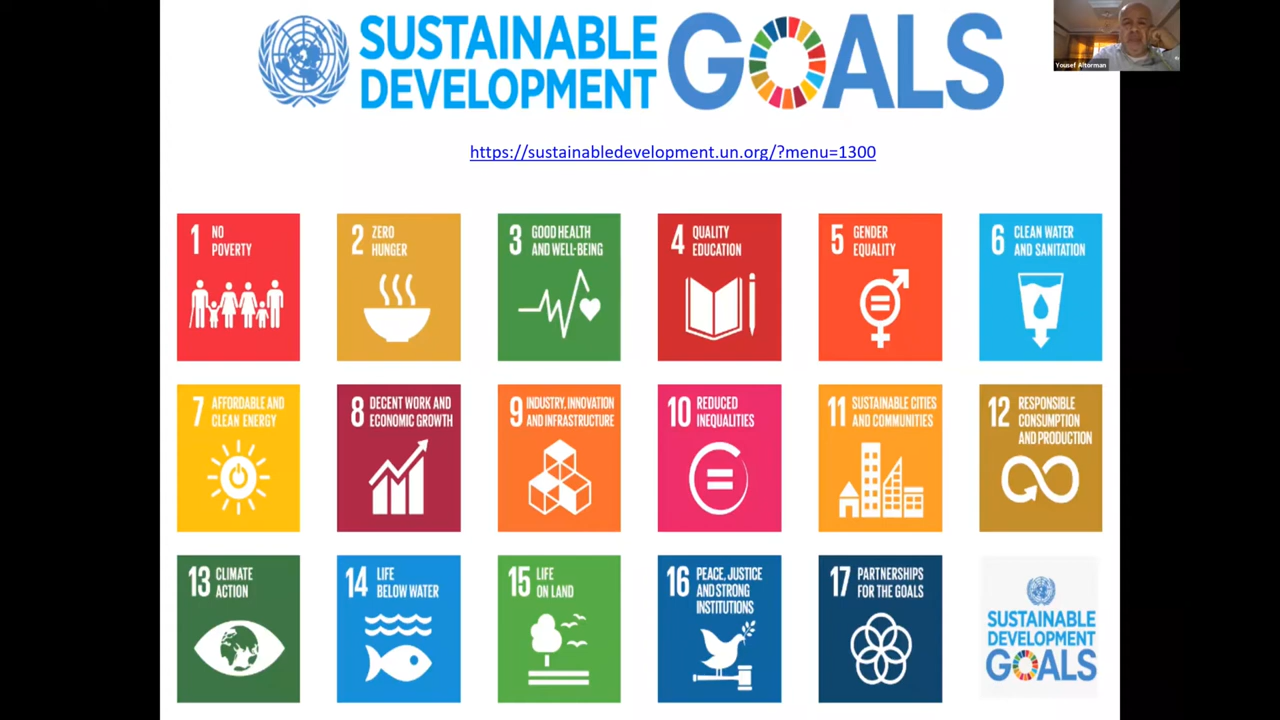 SUSTAINABLE
DEVELOPMENT
GOALS
Yousef Altorman
https://sustainabledevelopment.un.org/?menu=1300
1 NO
POVERTY
2 ZERO
HUNGER
3 GOOD HEALTH
AND WELL-BEING
4 QUALITY
EDUCATION
5 GENDER
EQUALITY
6 CLEAN WATER
AND SANITATION
7 AFFORDABLE AND
CLEAN ENERGY
8 DECENT WORK AND
ECONOMIC GROWTH
9 INDUSTRY, INNOVATION
AND INFRASTRUCTURE
10 REDUCED
INEQUALITIES
11 SUSTAINABLE CITIES
AND COMMUNITIES
12 RESPONSIBLE
CONSUMPTION
AND PRODUCTION
13 CLIMATE
ACTION
14 LIFE
BELOW WATER
15 LIFE
ON LAND
16 PEACE, JUSTICE
AND STRONG
INSTITUTIONS
17 PARTNERSHIPS
FOR THE GOALS
SUSTAINABLE
DEVELOPMENT
GOALS